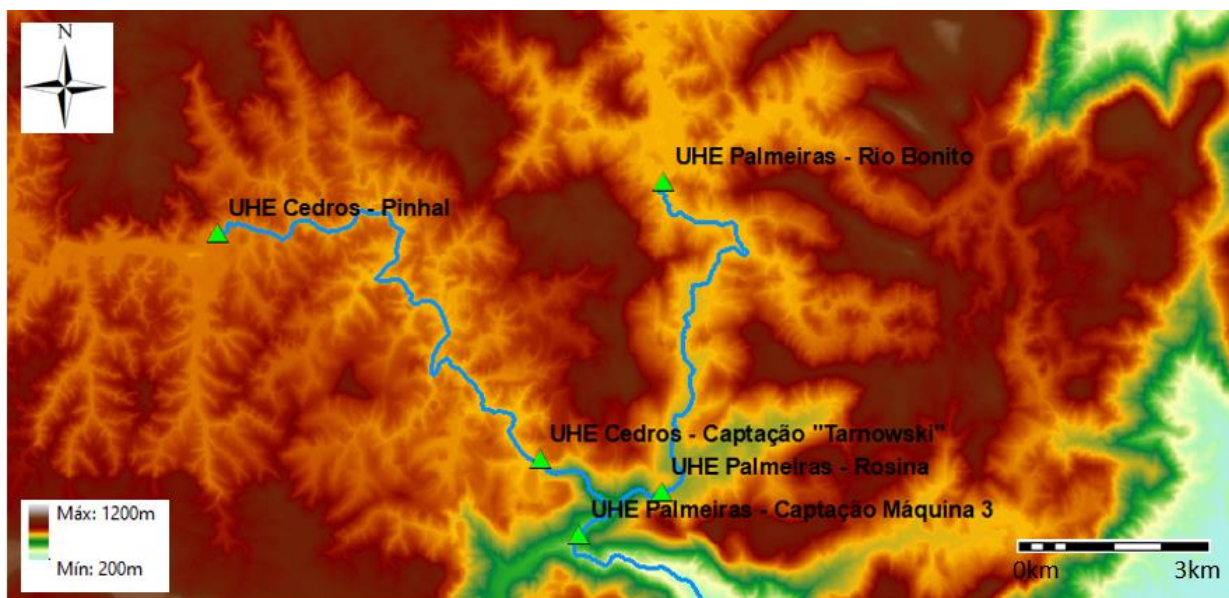 N
UHE Palmeiras - Rio Bonito
UHE Cedros - Pinhal
UHE Cedros - Captação "Tarnowski"
UHE Palmeiras - Rosina
UHE Palmeiras - Captação Máquina 3
Máx: 1200m
Mín: 200m
0km 3km